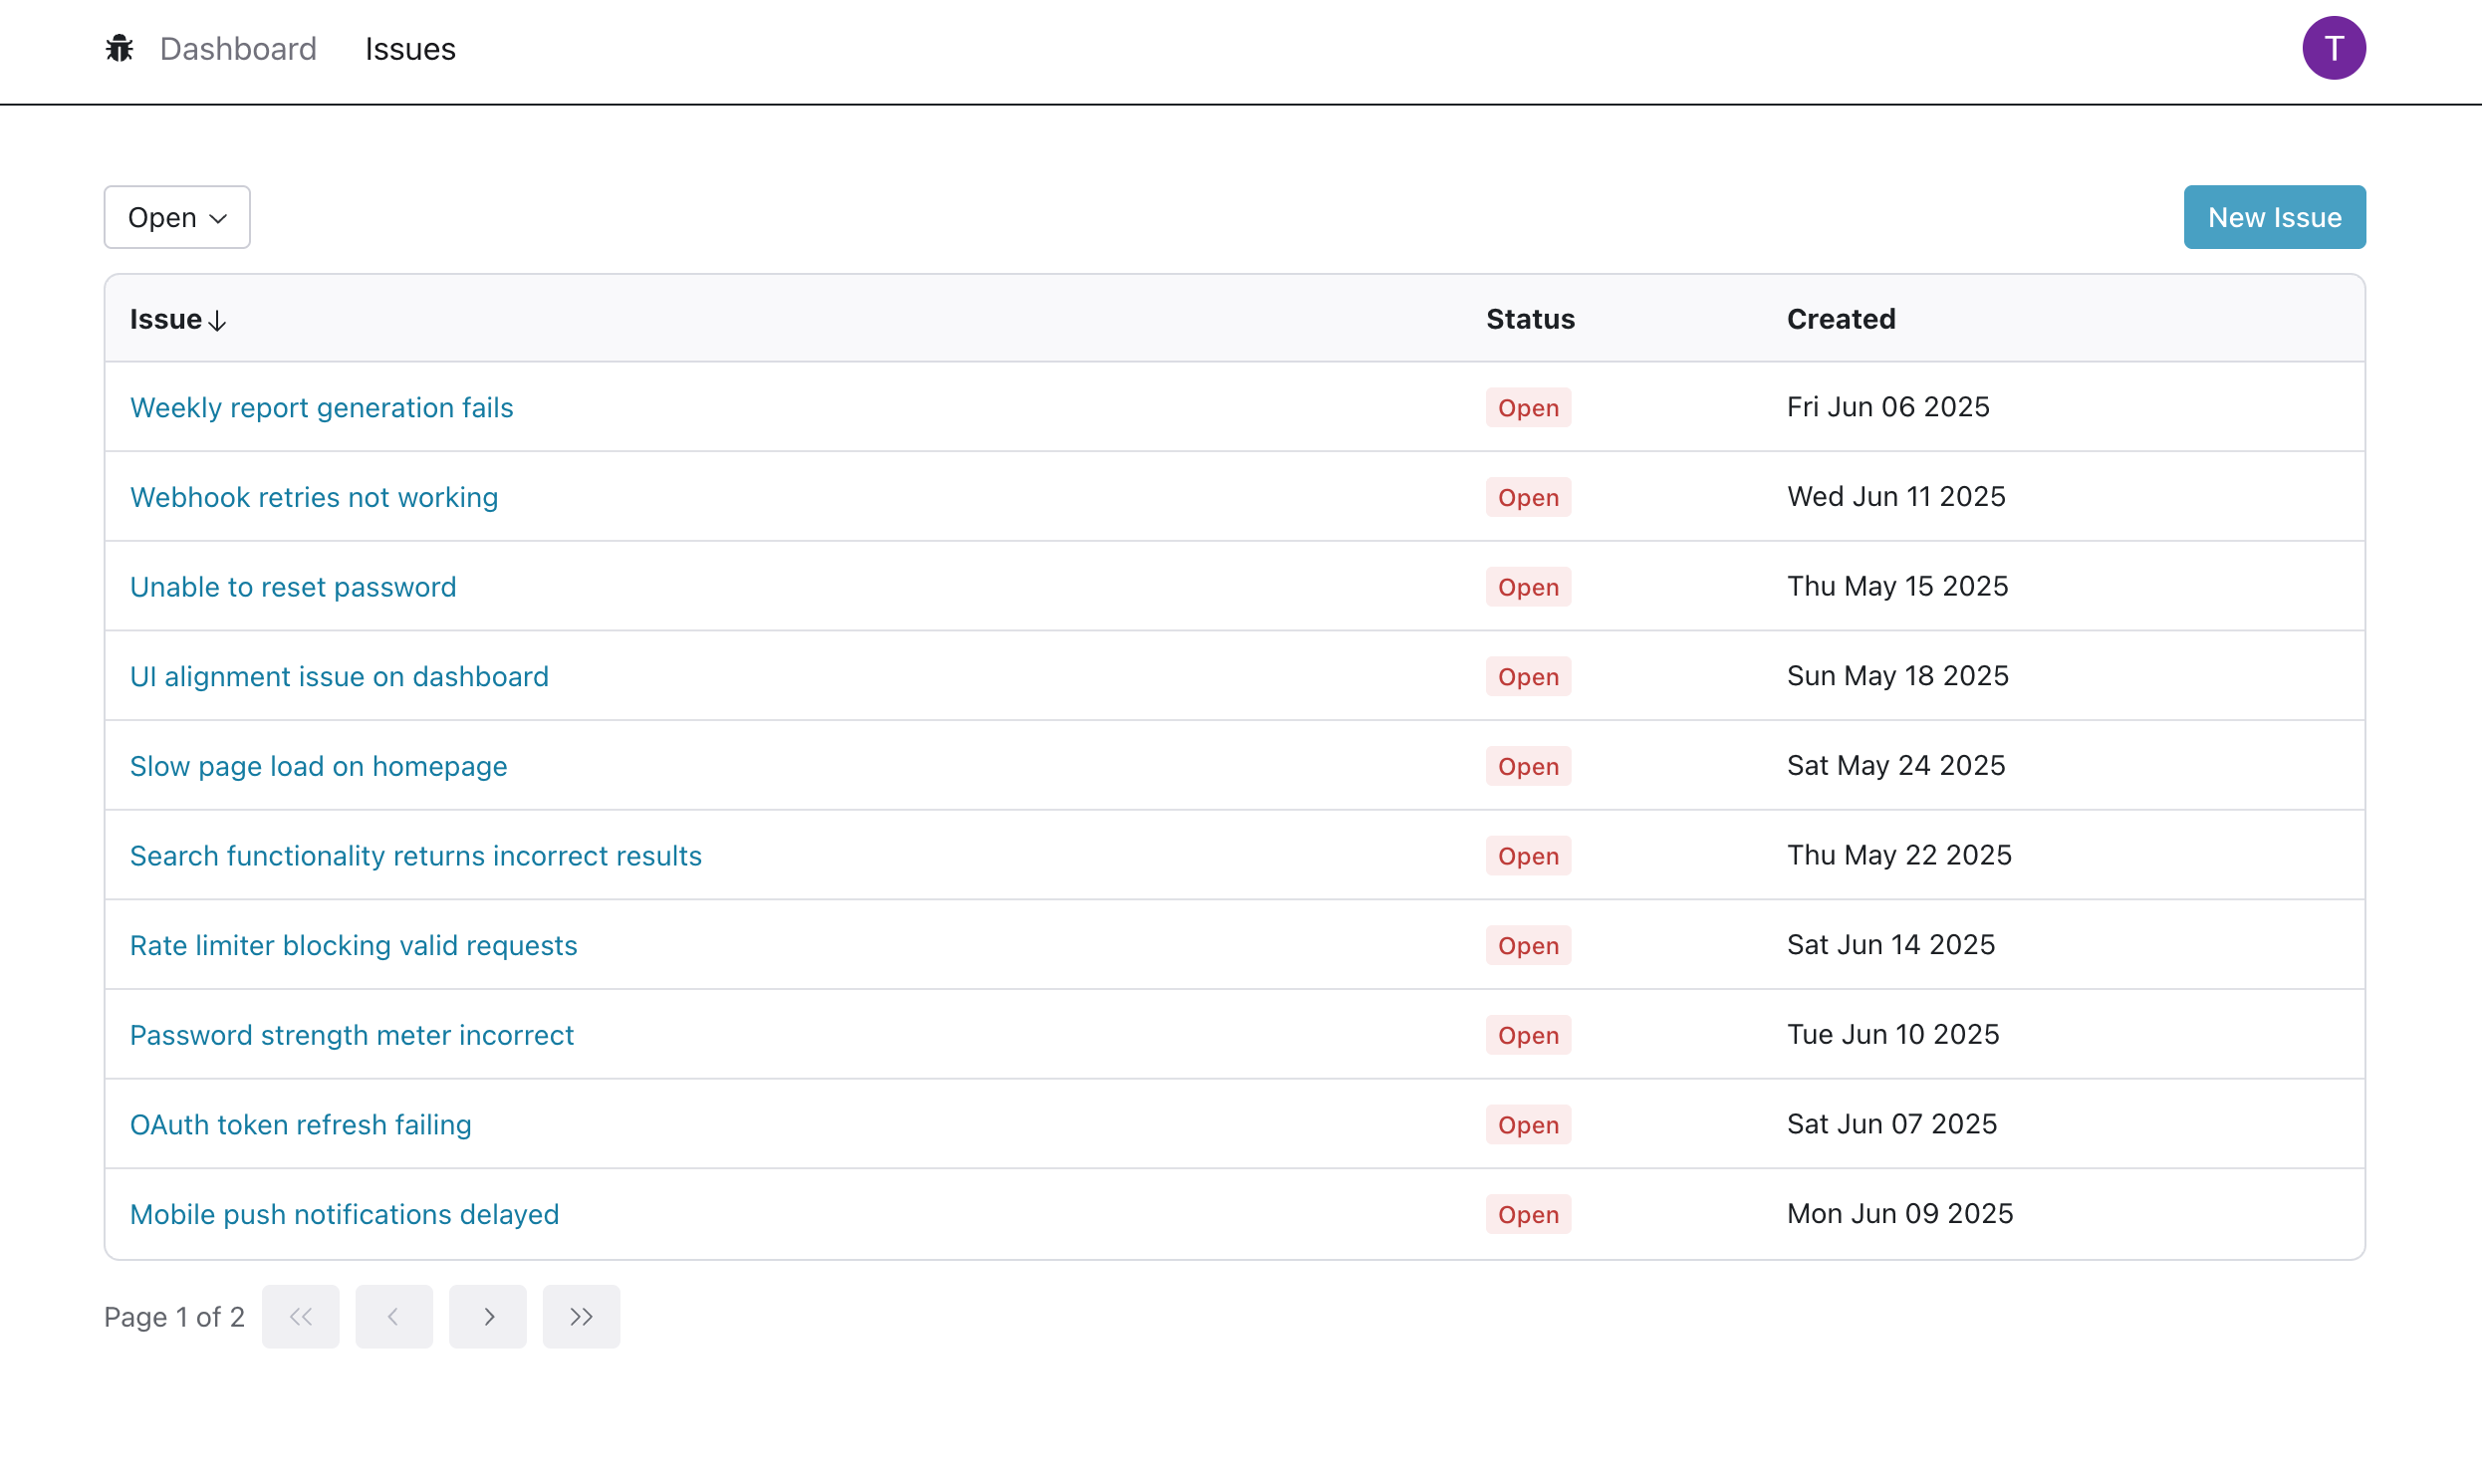 Dashboard Issues T
Open New Issue
Issue Status Created
Weekly report generation fails Open Fri Jun 06 2025
Webhook retries not working Open Wed Jun 11 2025
Unable to reset password Open Thu May 15 2025
UI alignment issue on dashboard Open Sun May 18 2025
Slow page load on homepage Open Sat May 24 2025
Search functionality returns incorrect results Open Thu May 22 2025
Rate limiter blocking valid requests Open Sat Jun 14 2025
Password strength meter incorrect Open Tue Jun 10 2025
OAuth token refresh failing Open Sat Jun 07 2025
Mobile push notifications delayed Open Mon Jun 09 2025
Page 1 of 2